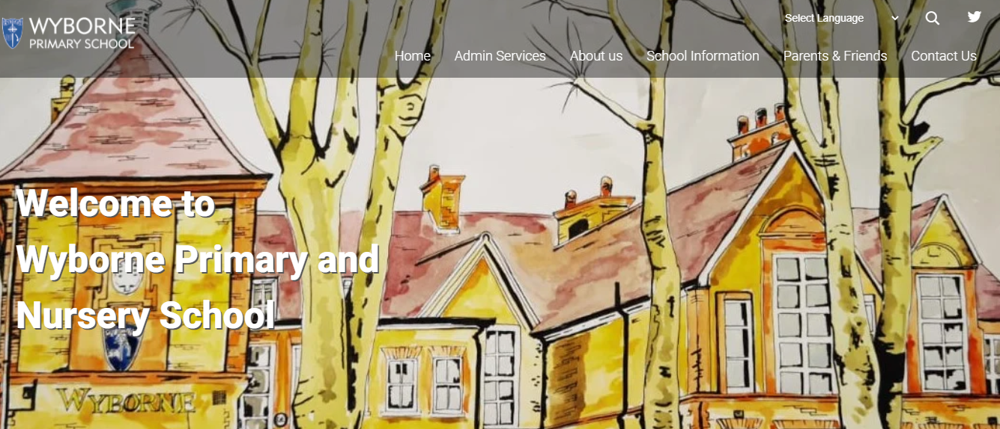 WYBORNE
PRIMARY SCHOOL
Select Language
Home Admin Services About us School Information Parents & Friends Contact Us
Welcome to
Wyborne Primary and
Nursery School
WYBORNE